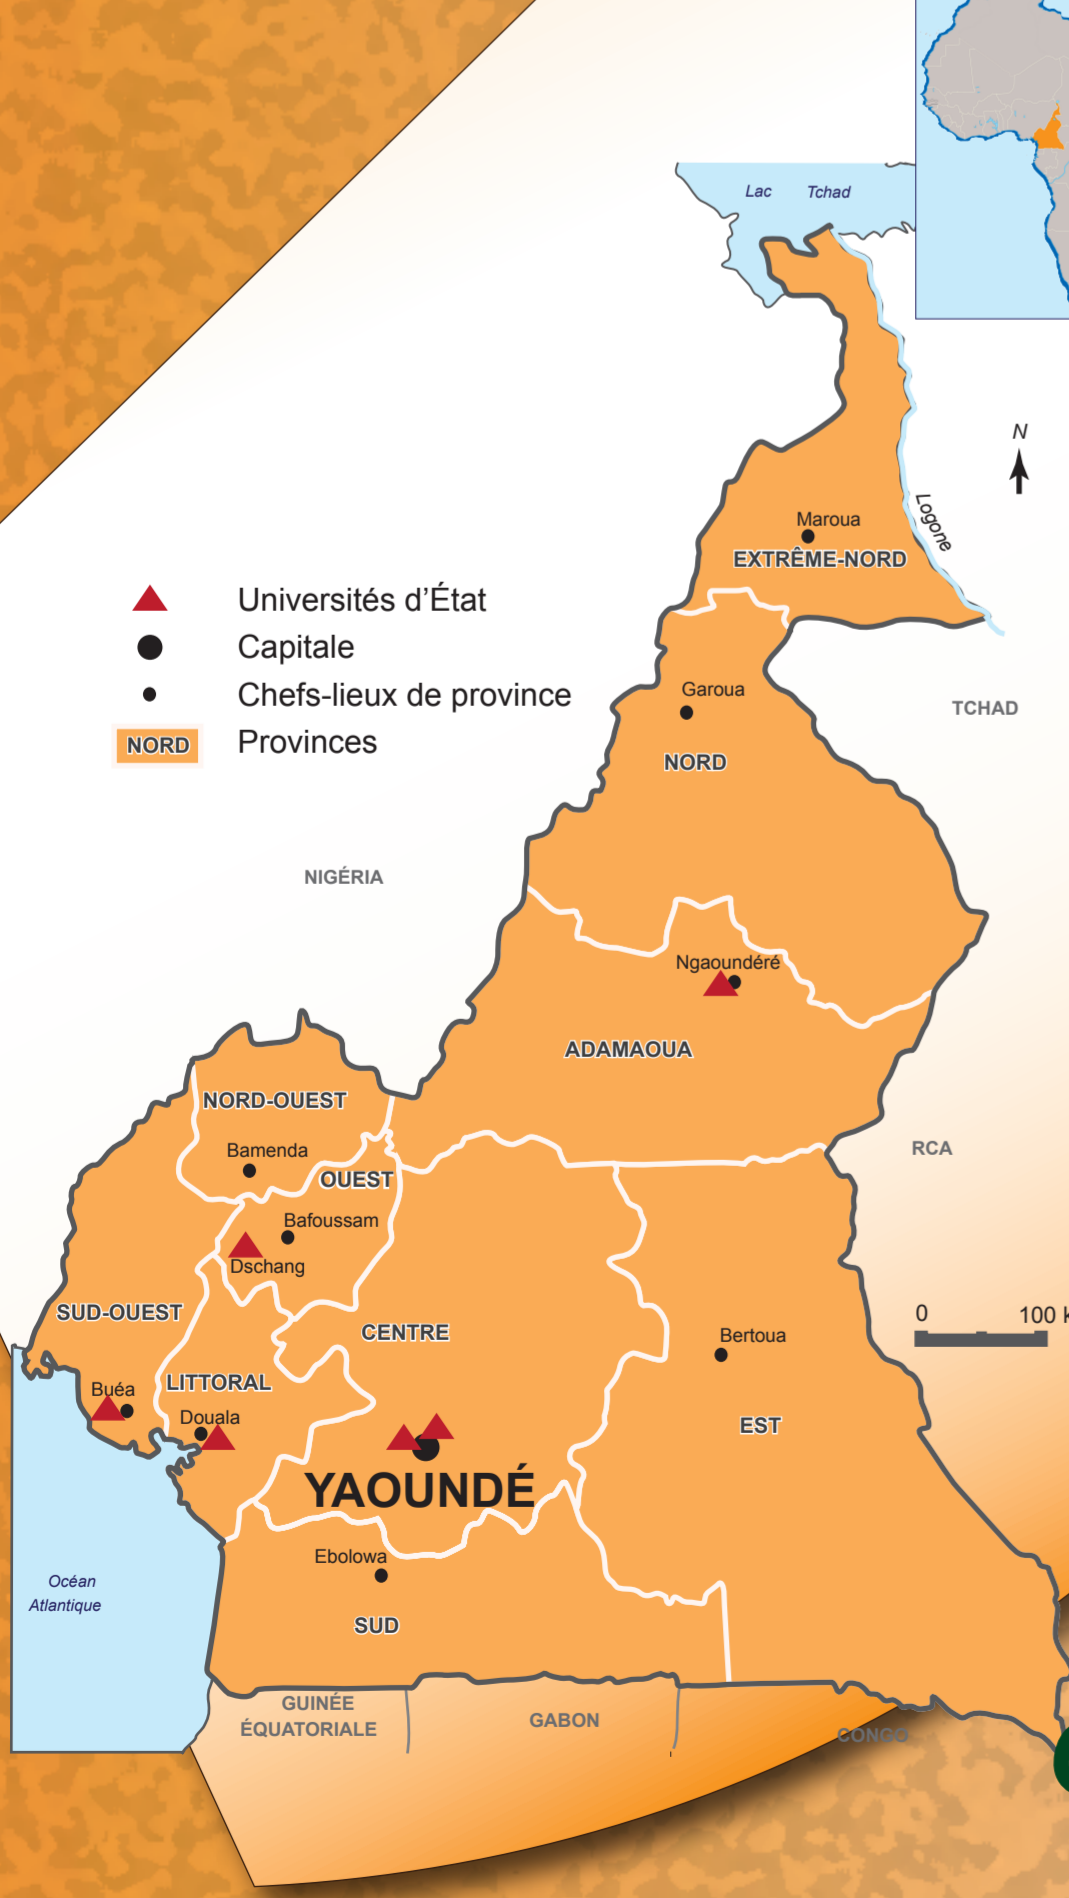 Lac Tchad
N
Logone
Maroua
EXTRÊME-NORD
Universités d'État
Capitale
Chefs-lieux de province
NORD Provinces
Garoua
NORD
TCHAD
NIGÉRIA
Ngaoundéré
ADAMAOUA
NORD-OUEST
Bamenda
OUEST
RCA
Bafoussam
Dschang
SUD-OUEST
CENTRE
0 100 k
Bertoua
LITTORAL
Buéa
Douala
EST
YAOUNDÉ
Ebolowa
Océan
Atlantique
SUD
GUINÉE
ÉQUATORIALE
GABON
CONGO